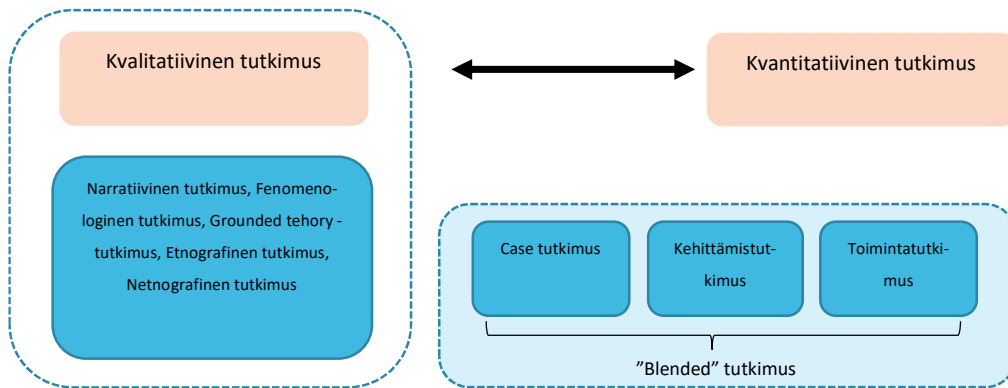 Kvalitatiivinen tutkimus
Kvantitatiivinen tutkimus
Narratiivinen tutkimus, Fenomeno-
loginen tutkimus, Grounded tehory -
tutkimus, Etnografinen tutkimus,
Netnografinen tutkimus
Case tutkimus
Kehittämistut-
kimus
Toimintatutki-
mus
”Blended” tutkimus